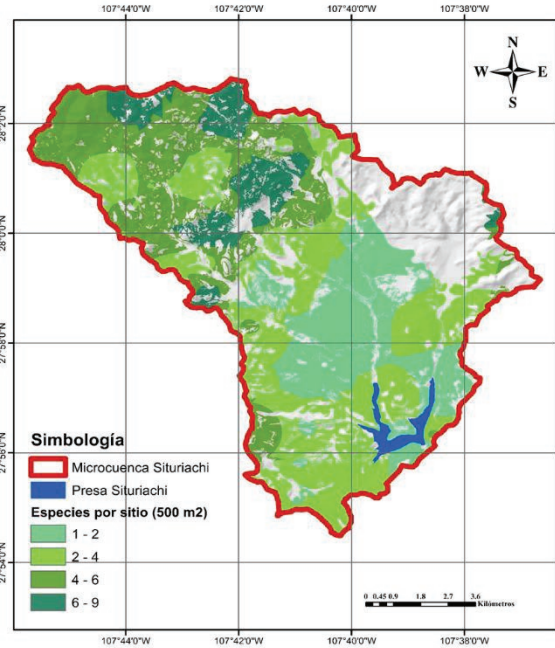 107°44'0"W 107°42'0"W 107°40'0"W 107°38'0"W
N
W E
S
28°2'0"N
28°0'0"N
27°58'0"N
27°56'0"N
27°54'0"N
Simbología
Microcuenca Situriachi
Presa Situriachi
Especies por sitio (500 m2)
1 - 2
2 - 4
4 - 6
6 - 9
0 0.45 0.9 1.8 2.7 3.6
Kilómetros
107°44'0"W 107°42'0"W 107°40'0"W 107°38'0"W